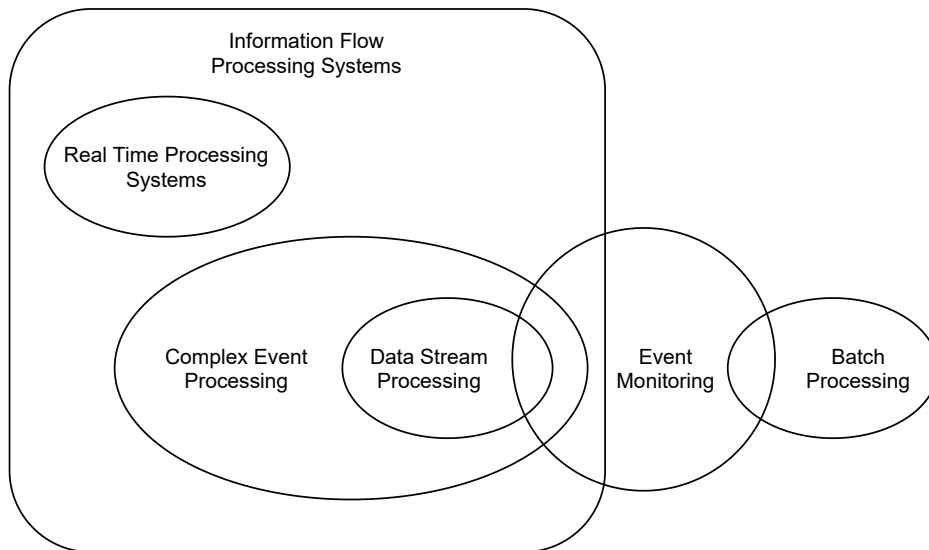 Information Flow
Processing Systems
Real Time Processing
Systems
Complex Event
Processing
Data Stream
Processing
Event
Monitoring
Batch
Processing